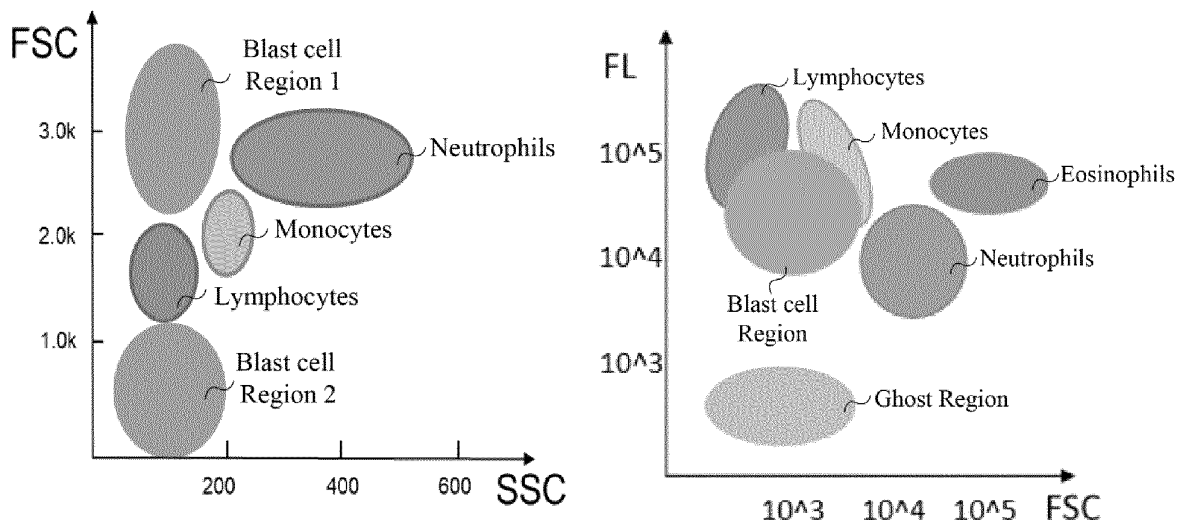 FSC
Blast cell
Region 1
3.0k
Neutrophils
2.0k
Monocytes
Lymphocytes
1.0k
Blast cell
Region 2
200
400
600
SSC
FL
Lymphocytes
Monocytes
10^5
Eosinophils
10^4
Neutrophils
Blast cell
Region
10^3
Ghost Region
10^3
10^4
10^5
FSC